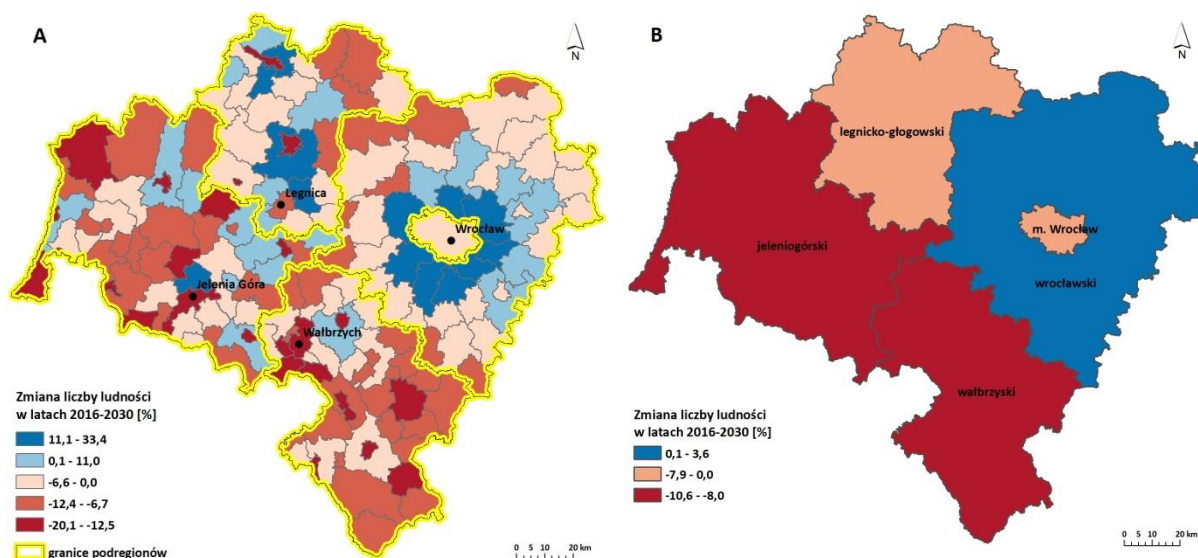 A
N
Legnica
Wrocław
Jelenia Góra
Wałbrzych
Zmiana liczby ludności
w latach 2016-2030 [%]
11,1 - 33,4
0,1 - 11,0
-6,6 - 0,0
-12,4 - -6,7
-20,1 - -12,5
granice podregionów
0 5 10 20 km
B
N
legnicko-głogowski
m. Wrocław
jeleniogórski
wrocławski
wałbrzyski
Zmiana liczby ludności
w latach 2016-2030 [%]
0,1 - 3,6
-7,9 - 0,0
-10,6 - -8,0
0 5 10 20 km